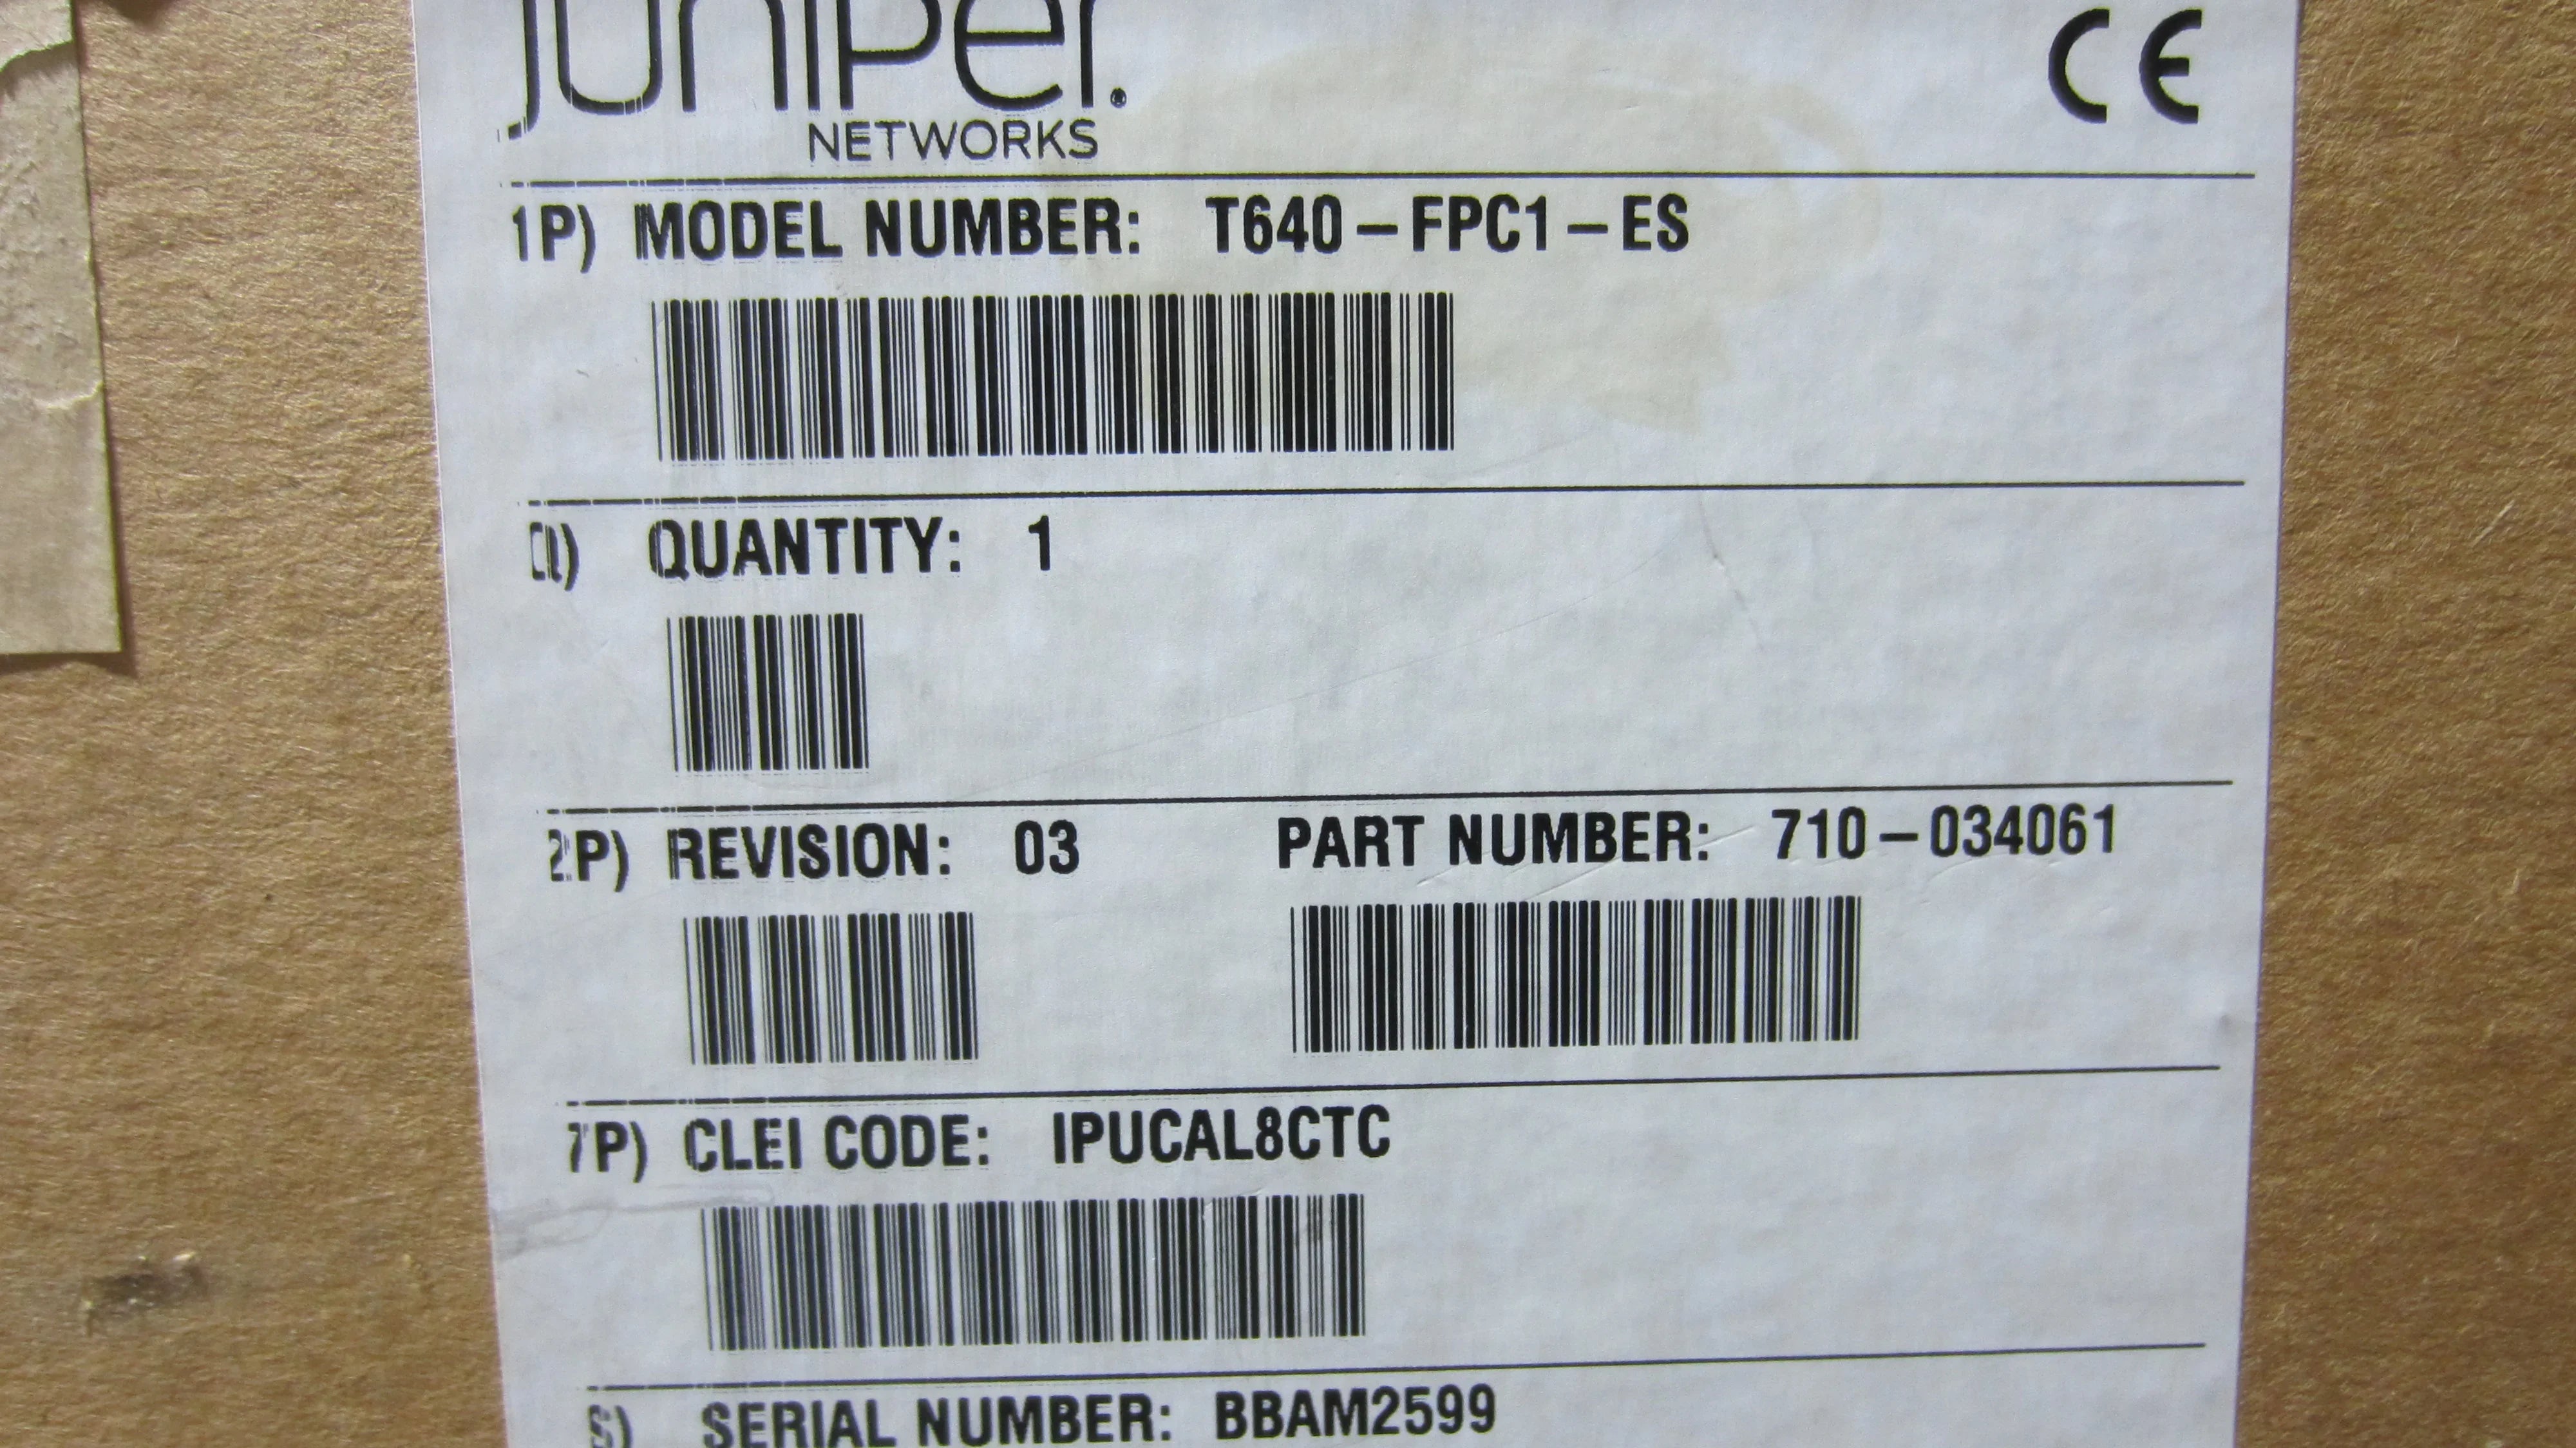 juniper
NETWORKS
CE
1P) MODEL NUMBER: T640-FPC1-ES
Q) QUANTITY: 1
2P) REVISION: 03 PART NUMBER: 710-034061
7P) CLEI CODE: IPUCAL8CTC
S) SERIAL NUMBER: BBAM2599